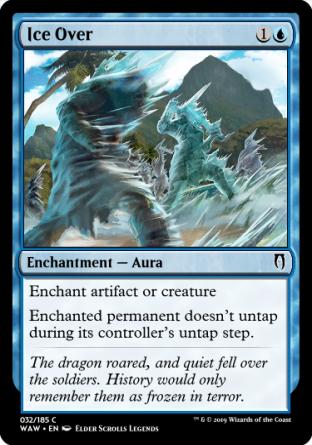 Ice Over 1
Enchantment — Aura
Enchant artifact or creature
Enchanted permanent doesn't untap
during its controller's untap step.
The dragon roared, and quiet fell over
the soldiers. History would only
remember them as frozen in terror.
032/185 C
WAW • EN Elder Scrolls Legends
™ & © 2019 Wizards of the Coast